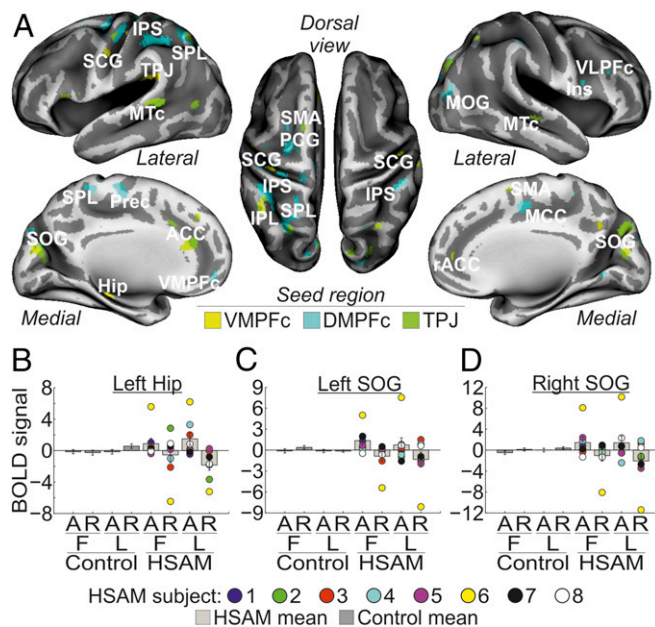 A
Dorsal
view
IPS
SPL
SCG
TPJ
MTc
Lateral
SMA
PCG
SCG
SCG
IPS
IPS
IPL
SPL
VLPFc
Ins
MOG
MTc
Lateral
SPL
Prec
SOG
ACC
Hip
VMPFc
Medial
SMA
MCC
SOG
rACC
Medial
Seed region
VMPFc DMPFc TPJ
B Left Hip
C Left SOG
D Right SOG
BOLD signal
8
4
0
−4
−8
9
6
3
0
−3
−6
−9
12
8
4
0
−4
−8
−12
A R A R A R A R
F L F L
Control HSAM
A R A R A R A R
F L F L
Control HSAM
A R A R A R A R
F L F L
Control HSAM
HSAM subject: 1 2 3 4 5 6 7 8
HSAM mean Control mean